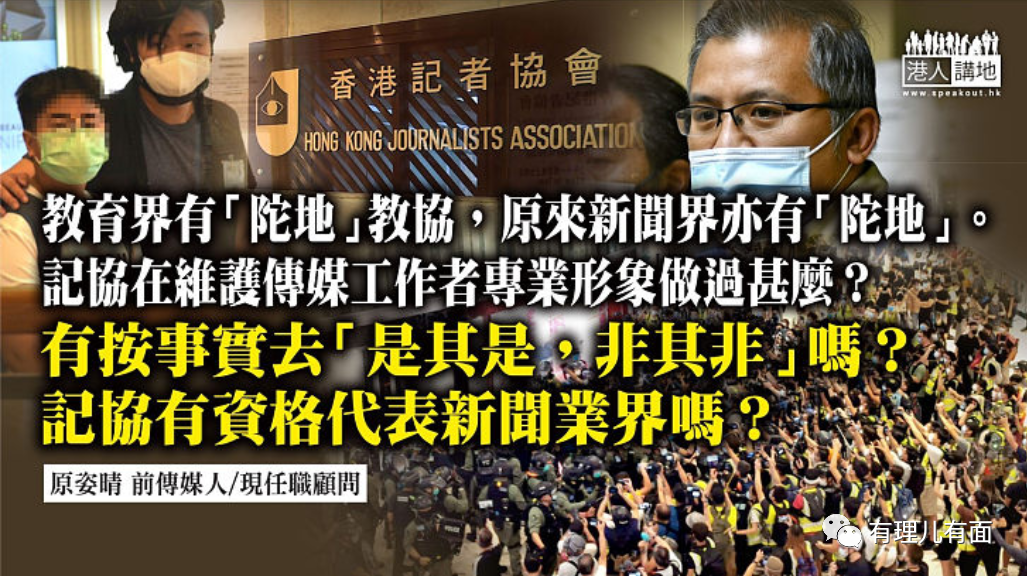 港人講地
www.speakout.hk
香港記者協會
HONG KONG JOURNALISTS ASSOCIATION
教育界有「陀地」教協，原來新聞界亦有「陀地」。
記協在維護傳媒工作者專業形象做過甚麼？
有按事實去「是其是，非其非」嗎？
記協有資格代表新聞業界嗎？
原姿晴 前傳媒人/現任職顧問
有理儿有面